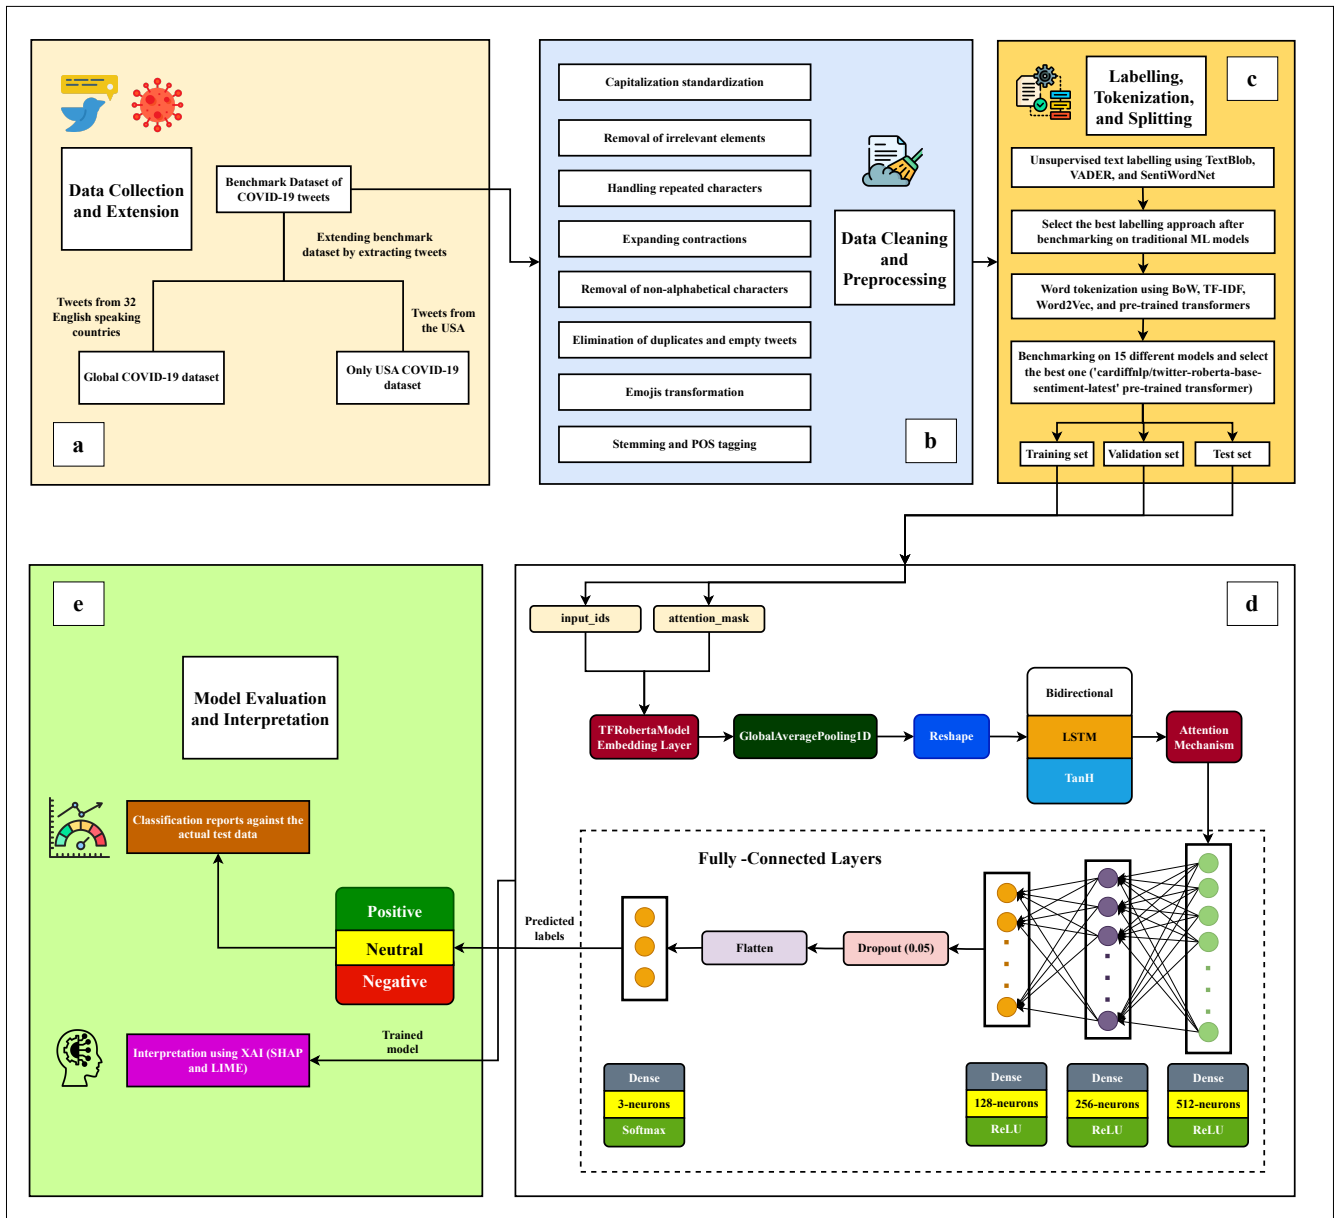 Data Collection
and Extension
Benchmark Dataset of
COVID-19 tweets
Extending benchmark
dataset by extracting tweets
Tweets from 32
English speaking
countries
Tweets from
the USA
Global COVID-19 dataset
Only USA COVID-19
dataset
a
Capitalization standardization
Removal of irrelevant elements
Handling repeated characters
Expanding contractions
Removal of non-alphabetical characters
Elimination of duplicates and empty tweets
Emojis transformation
Stemming and POS tagging
Data Cleaning
and
Preprocessing
b
Labelling,
Tokenization,
and Splitting
c
Unsupervised text labelling using TextBlob,
VADER, and SentiWordNet
Select the best labelling approach after
benchmarking on traditional ML models
Word tokenization using BoW, TF-IDF,
Word2Vec, and pre-trained transformers
Benchmarking on 15 different models and select
the best one ('cardiffnlp/twitter-roberta-base-
sentiment-latest' pre-trained transformer)
Training set
Validation set
Test set
d
input_ids
attention_mask
TFRobertaModel
Embedding Layer
GlobalAveragePooling1D
Reshape
Bidirectional
LSTM
TanH
Attention
Mechanism
Fully -Connected Layers
Dropout (0.05)
Flatten
Predicted
labels
Dense
3-neurons
Softmax
Dense
128-neurons
ReLU
Dense
256-neurons
ReLU
Dense
512-neurons
ReLU
e
Model Evaluation
and Interpretation
Classification reports against the
actual test data
Positive
Neutral
Negative
Trained
model
Interpretation using XAI (SHAP
and LIME)